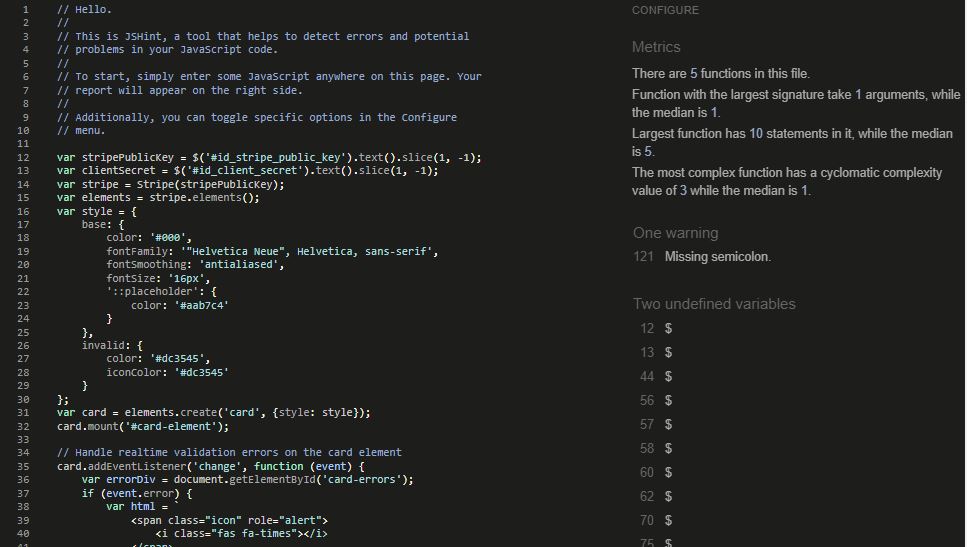 1 // Hello.
2 //
3 // This is JSHint, a tool that helps to detect errors and potential
4 // problems in your JavaScript code.
5 //
6 // To start, simply enter some JavaScript anywhere on this page. Your
7 // report will appear on the right side.
8 //
9 // Additionally, you can toggle specific options in the Configure
10 // menu.
11
12 var stripePublicKey = $('#id_stripe_public_key').text().slice(1, -1);
13 var clientSecret = $('#id_client_secret').text().slice(1, -1);
14 var stripe = Stripe(stripePublicKey);
15 var elements = stripe.elements();
16 var style = {
17     base: {
18         color: '#000',
19         fontFamily: '"Helvetica Neue", Helvetica, sans-serif',
20         fontSmoothing: 'antialiased',
21         fontSize: '16px',
22         '::placeholder': {
23             color: '#aab7c4'
24         }
25     },
26     invalid: {
27         color: '#dc3545',
28         iconColor: '#dc3545'
29     }
30 };
31 var card = elements.create('card', {style: style});
32 card.mount('#card-element');
33
34 // Handle realtime validation errors on the card element
35 card.addEventListener('change', function (event) {
36     var errorDiv = document.getElementById('card-errors');
37     if (event.error) {
38         var html = `
39             <span class="icon" role="alert">
40                 <i class="fas fa-times"></i>
41             </span>
CONFIGURE
Metrics
There are 5 functions in this file.
Function with the largest signature take 1 arguments, while
the median is 1.
Largest function has 10 statements in it, while the median
is 5.
The most complex function has a cyclomatic complexity
value of 3 while the median is 1.
One warning
121 Missing semicolon.
Two undefined variables
12 $
13 $
44 $
56 $
57 $
58 $
60 $
62 $
70 $
75 $